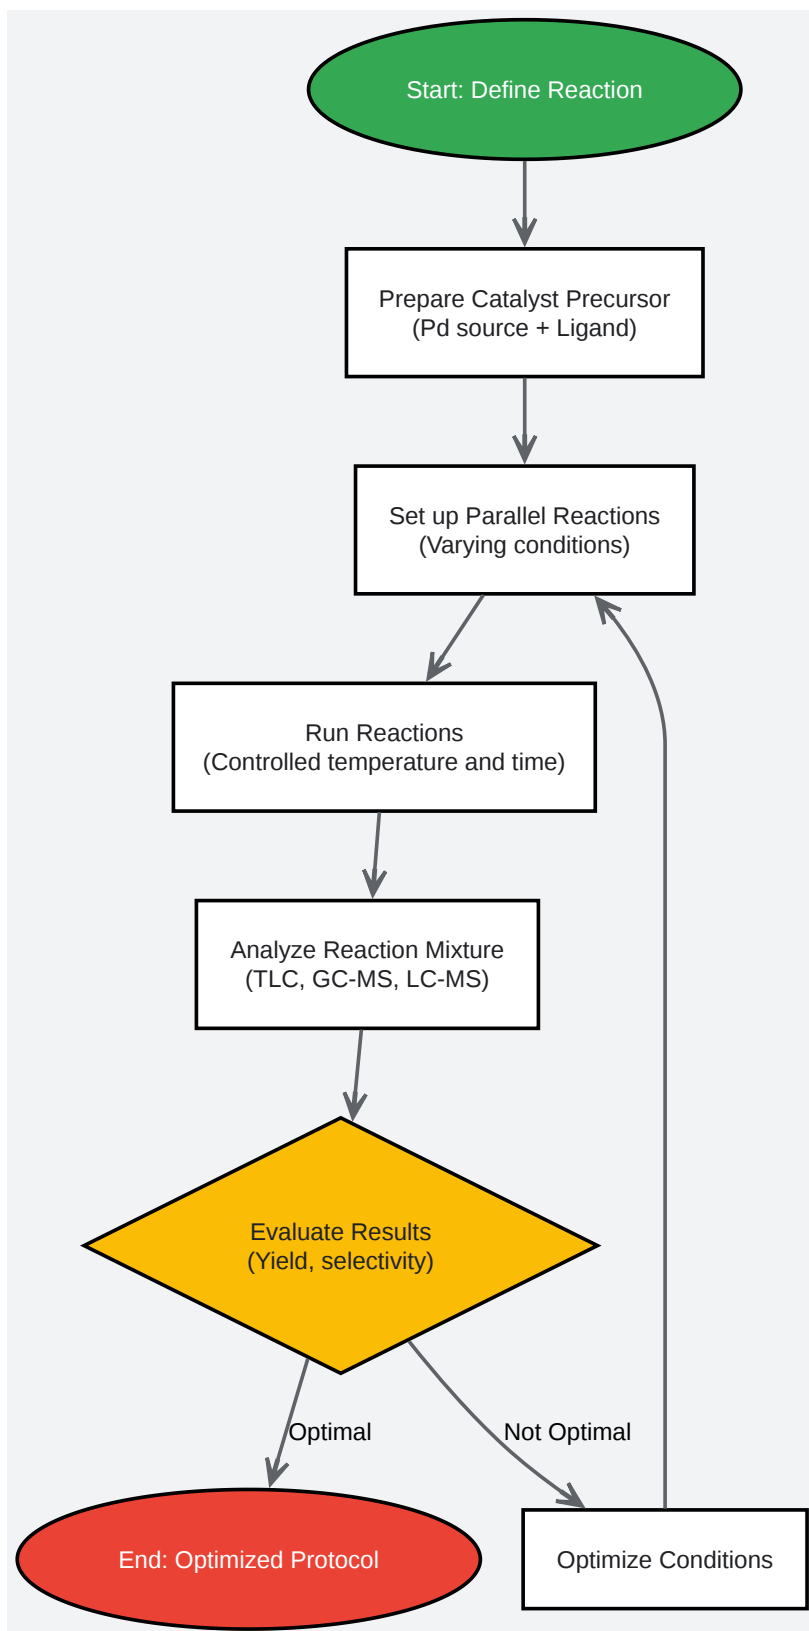 Start: Define Reaction
Prepare Catalyst Precursor
(Pd source + Ligand)
Set up Parallel Reactions
(Varying conditions)
Run Reactions
(Controlled temperature and time)
Analyze Reaction Mixture
(TLC, GC-MS, LC-MS)
Evaluate Results
(Yield, selectivity)
Optimal
Not Optimal
End: Optimized Protocol
Optimize Conditions